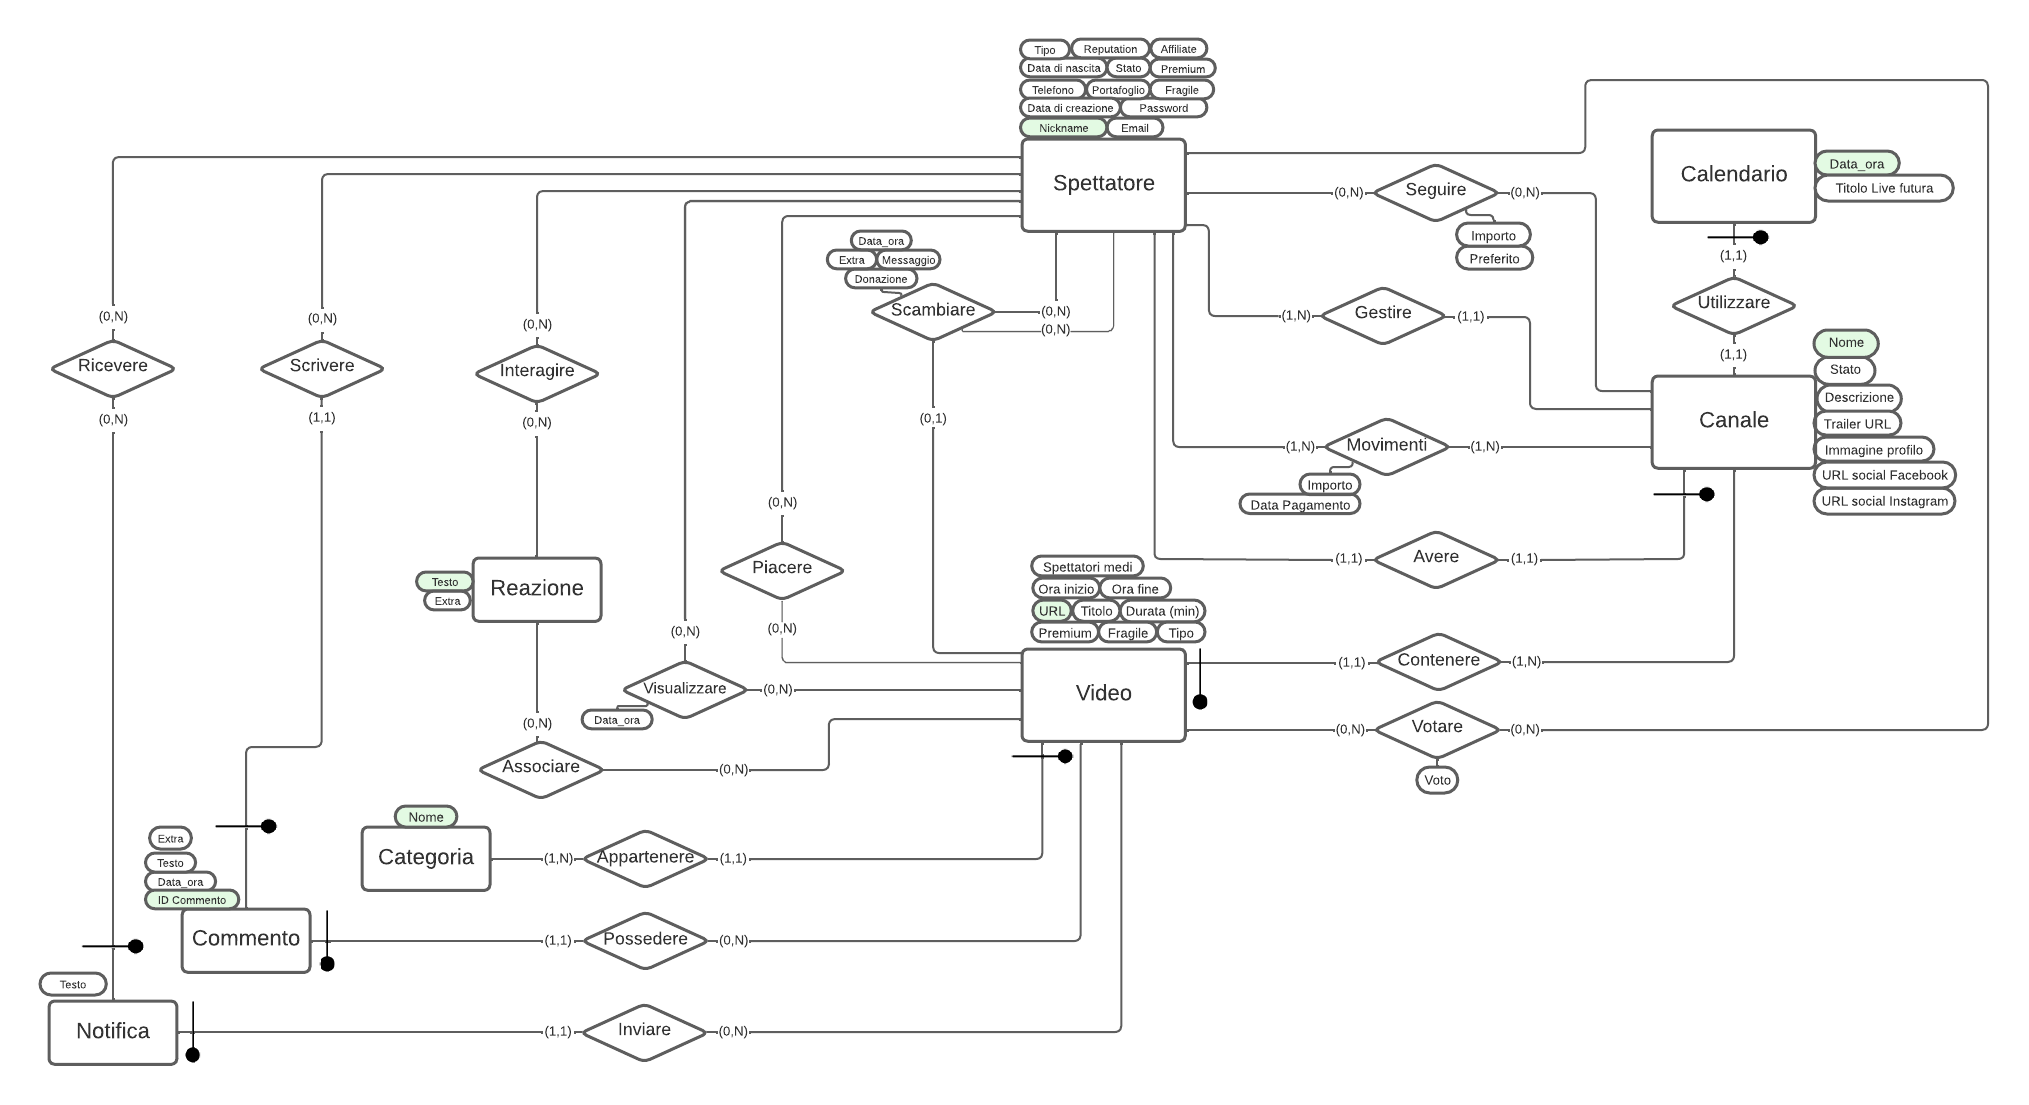 Tipo
Reputation
Affiliate
Data di nascita
Stato
Premium
Telefono
Portafoglio
Fragile
Data di creazione
Password
Nickname
Email
Spettatore
Calendario
Data_ora
Titolo Live futura
(0,N)
Seguire
(0,N)
Importo
Preferito
(1,1)
Utilizzare
(1,1)
Data_ora
Extra
Messaggio
Donazione
Scambiare
(0,N)
(0,N)
(0,1)
(1,N)
Gestire
(1,1)
(0,N)
Ricevere
(0,N)
(0,N)
Scrivere
(1,1)
(0,N)
Interagire
(0,N)
Nome
Stato
Descrizione
Trailer URL
Immagine profilo
URL social Facebook
URL social Instagram
Canale
(1,N)
Movimenti
(1,N)
Importo
Data Pagamento
(0,N)
Piacere
(0,N)
(1,1)
Avere
(1,1)
Testo
Extra
Reazione
Spettatori medi
Ora inizio
Ora fine
URL
Titolo
Durata (min)
Premium
Fragile
Tipo
Video
(0,N)
Visualizzare
(0,N)
Data_ora
(1,1)
Contenere
(1,N)
(0,N)
Votare
(0,N)
Voto
(0,N)
Associare
(0,N)
Nome
Categoria
(1,N)
Appartenere
(1,1)
Extra
Testo
Data_ora
ID Commento
Commento
(1,1)
Possedere
(0,N)
Testo
Notifica
(1,1)
Inviare
(0,N)